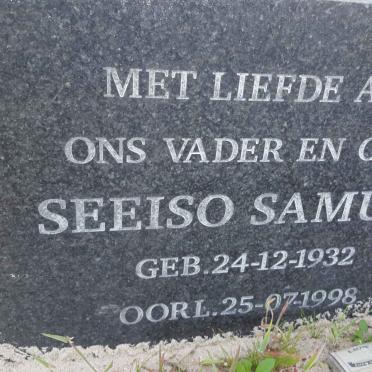 MET LIEFDE A
ONS VADER EN
SEEISO SAMU
GEB. 24-12-1932
OORL. 25-07-1998